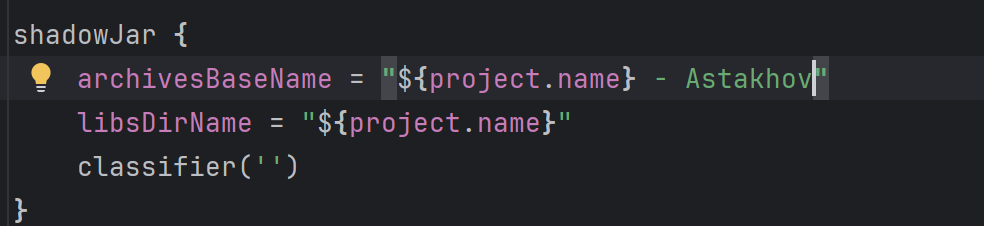 shadowJar {
archivesBaseName = "${project.name} - Astakhov"
libsDirName = "${project.name}"
classifier('')
}